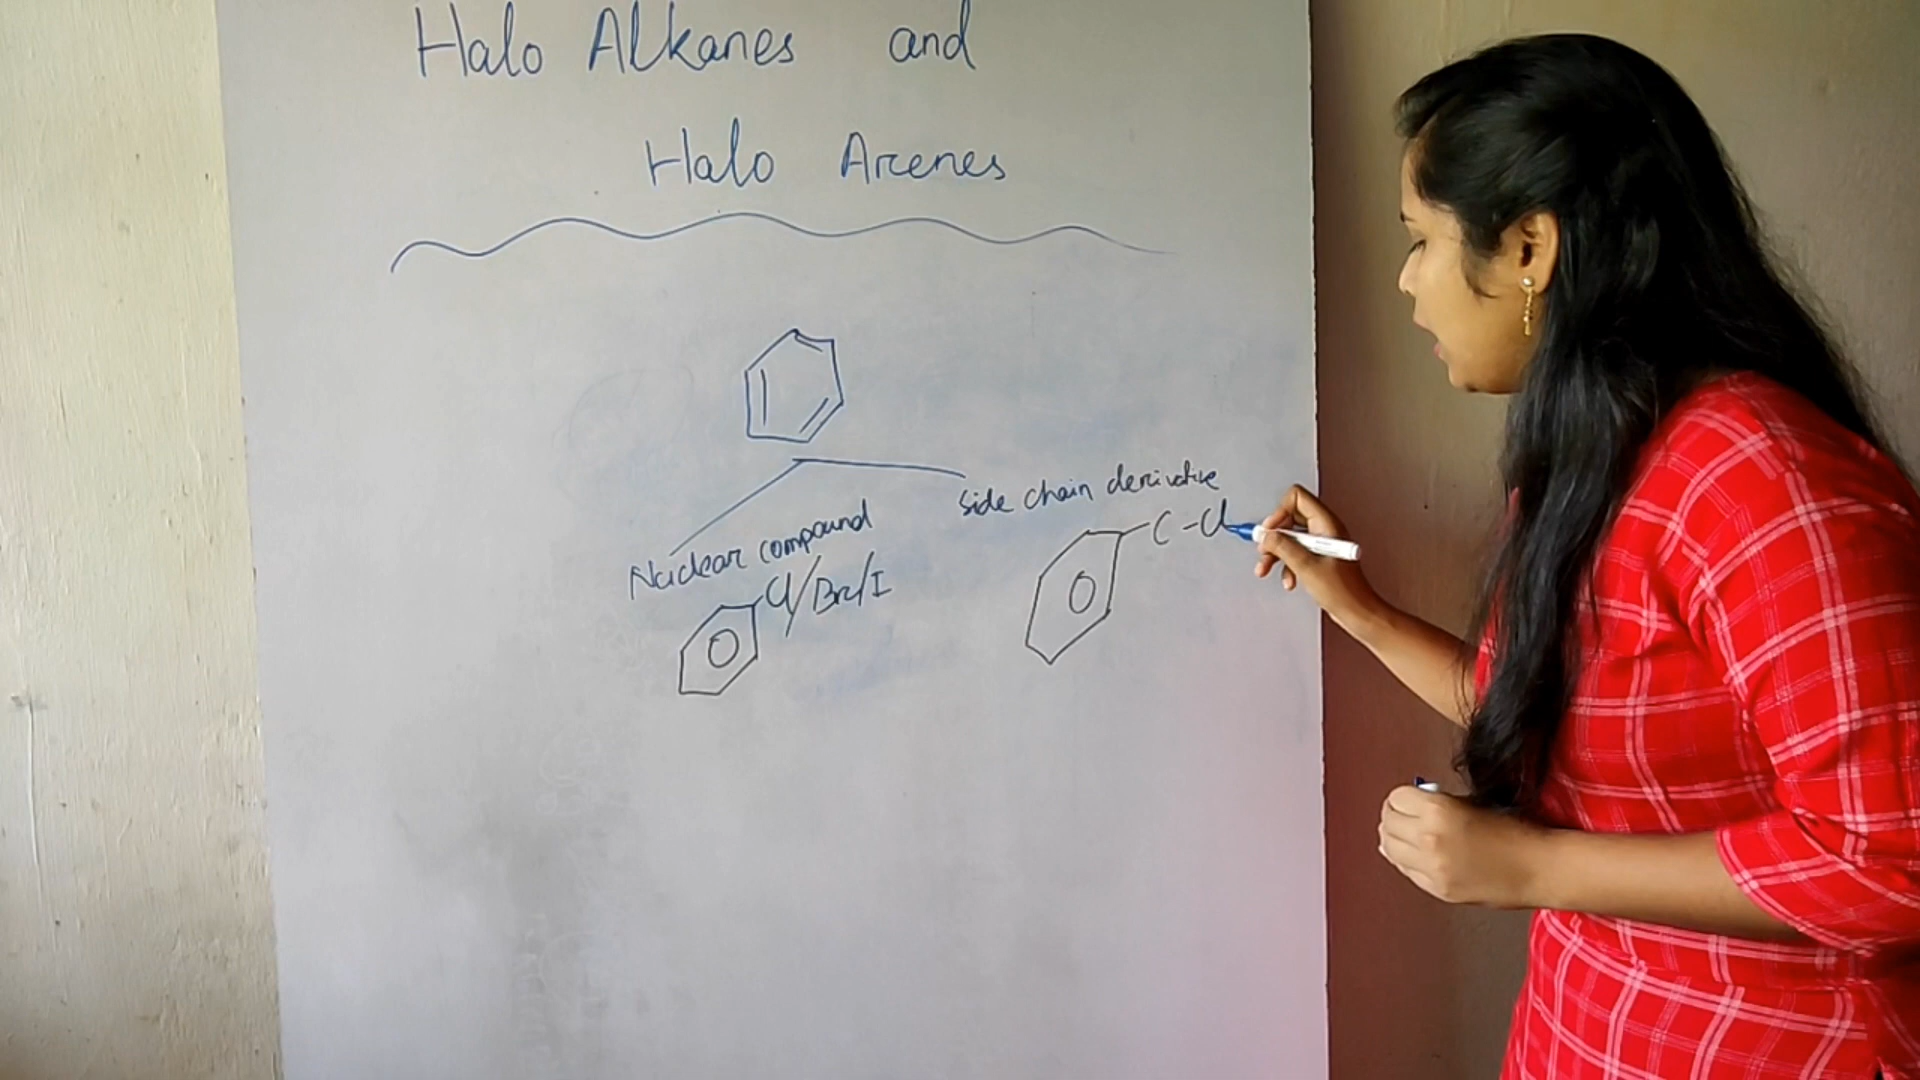 Halo Alkanes and
Halo Arenes
Side chain derivative
C-Cl
Nuclear compound
Cl/Br/I